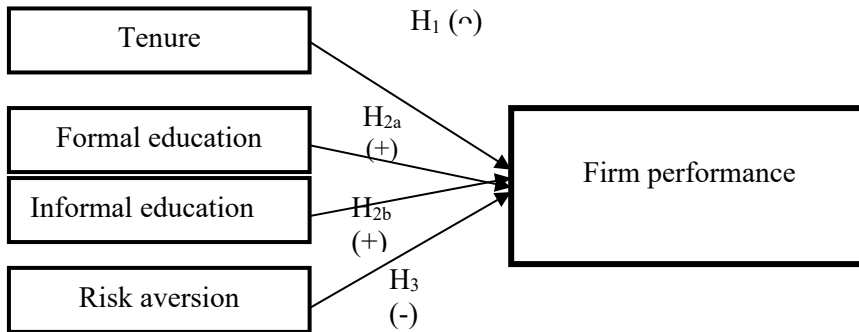 Tenure
H₁ (∩)
Formal education
H₂ₐ
(+)
Firm performance
Informal education
H₂b
(+)
Risk aversion
H₃
(-)